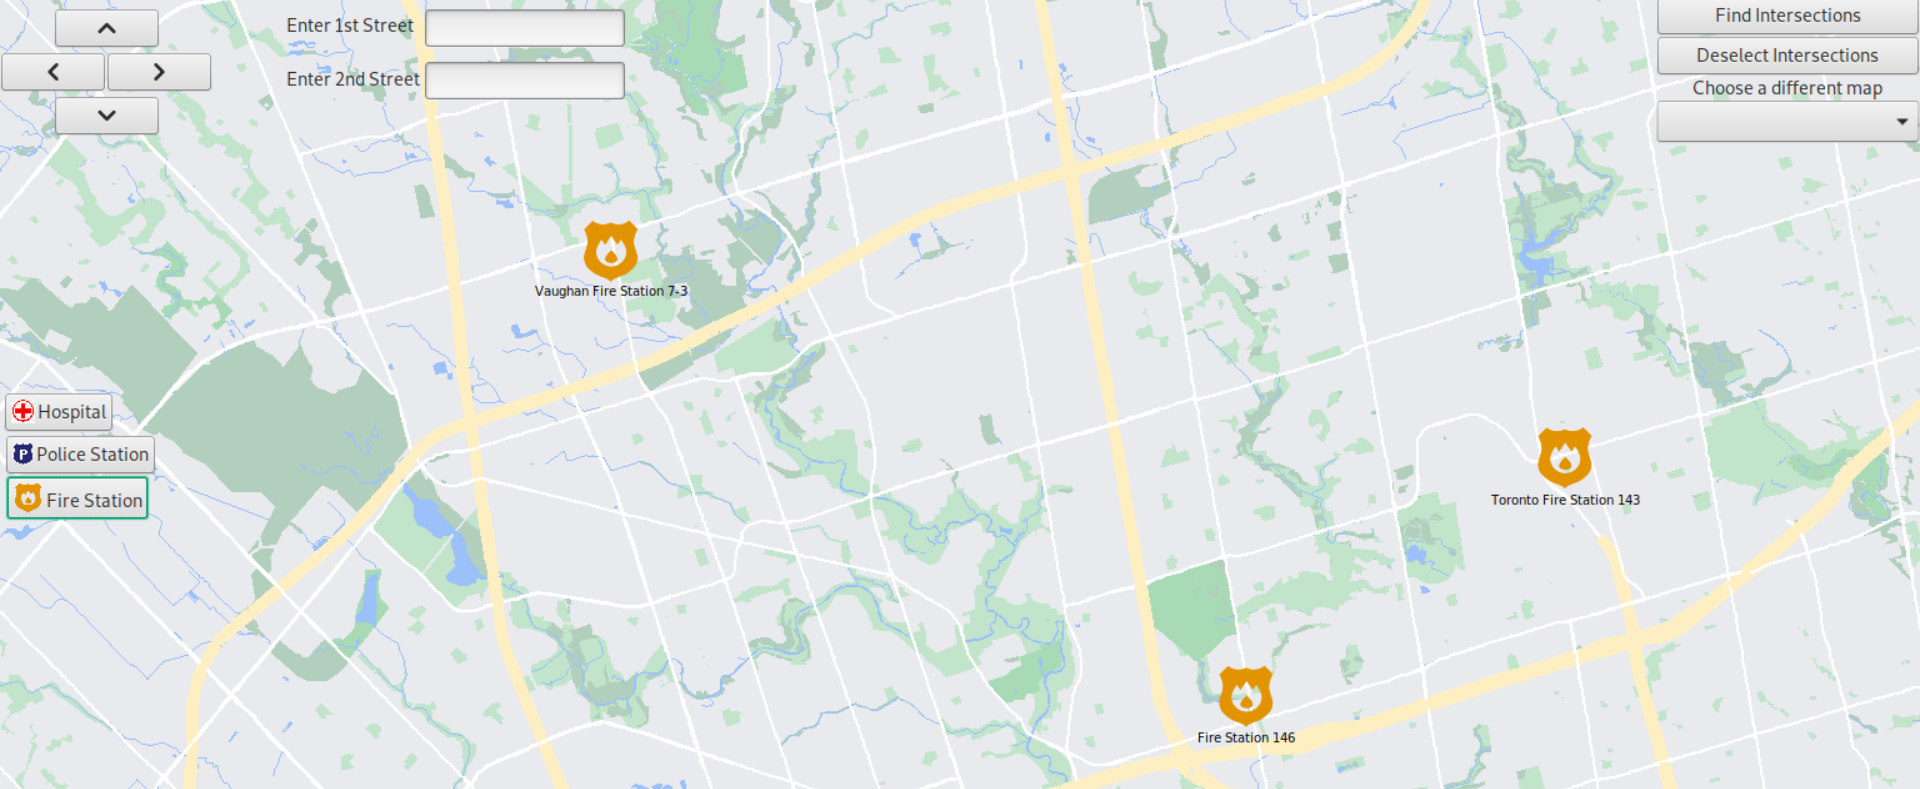 Enter 1st Street
Enter 2nd Street
Find Intersections
Deselect Intersections
Choose a different map
Vaughan Fire Station 7-3
Hospital
P Police Station
Fire Station
Toronto Fire Station 143
Fire Station 146